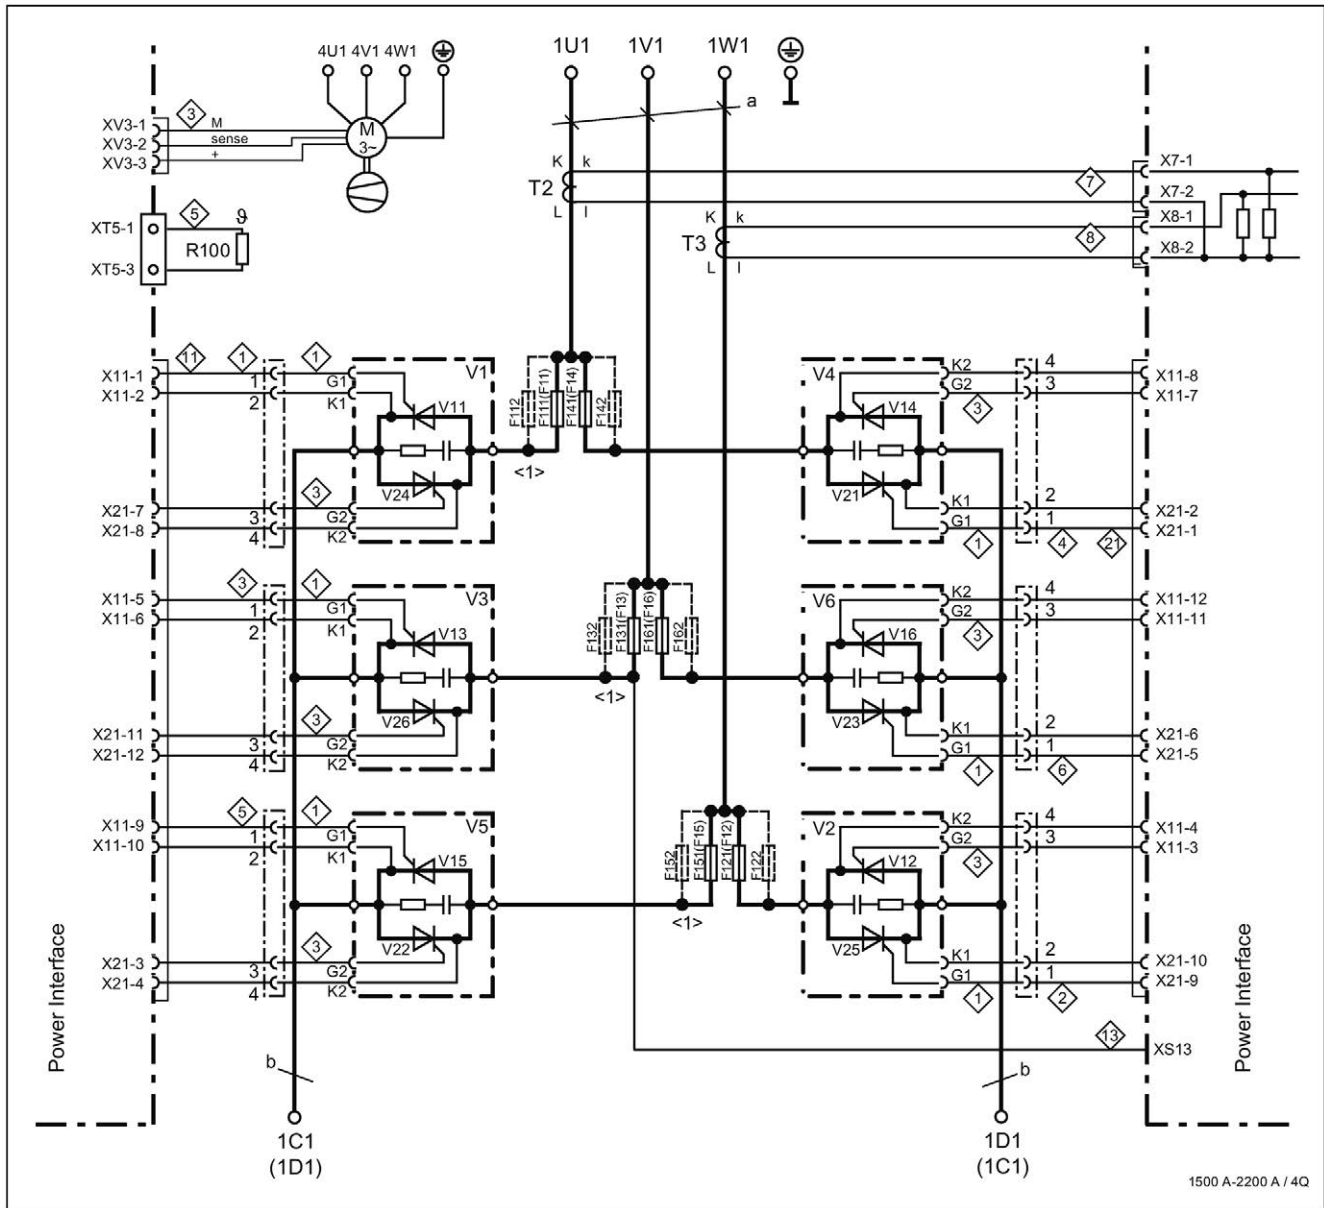 4U1 4V1 4W1
1U1 1V1 1W1
a
3
XV3-1 M
XV3-2 sense
XV3-3 +
M
3~
5
XT5-1 ϑ
R100
XT5-3
K k
T2
L l
7
X7-1
X7-2
K k
T3
L l
8
X8-1
X8-2
11 1 1
X11-1 1 G1
X11-2 2 K1
V1
V11
V24
3
X21-7 3 G2
X21-8 4 K2
F112
F111(F11)
F141(F14)
F142
<1>
V4
V14
V21
K2 4 X11-8
G2 3 X11-7
3
K1 2 X21-2
G1 1 X21-1
1 4 21
3 1
X11-5 1 G1
X11-6 2 K1
V3
V13
V26
3
X21-11 3 G2
X21-12 4 K2
F132
F131(F13)
F161(F16)
F162
<1>
V6
V16
V23
K2 4 X11-12
G2 3 X11-11
3
K1 2 X21-6
G1 1 X21-5
1 6
5 1
X11-9 1 G1
X11-10 2 K1
V5
V15
V22
3
X21-3 3 G2
X21-4 4 K2
F152
F151(F15)
F121(F12)
F122
<1>
V2
V12
V25
K2 4 X11-4
G2 3 X11-3
3
K1 2 X21-10
G1 1 X21-9
1 2
13
XS13
Power Interface
Power Interface
b
b
1C1
(1D1)
1D1
(1C1)
1500 A-2200 A / 4Q